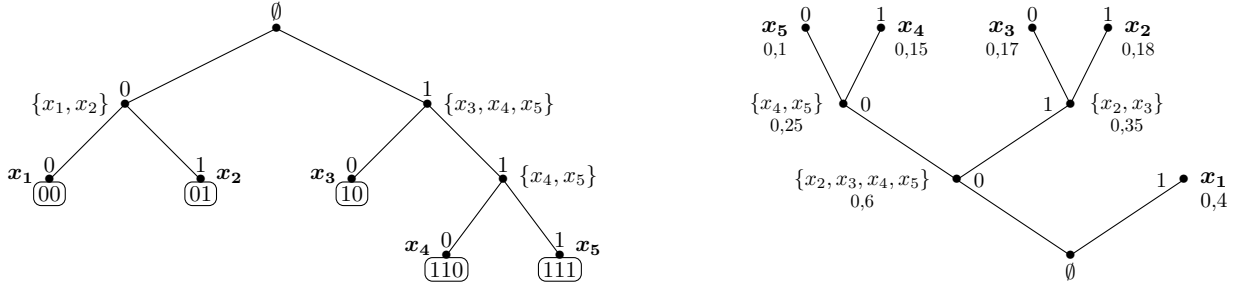 ∅
0
{x₁, x₂}
1
{x₃, x₄, x₅}
x₁ 0
00
1 x₂
01
x₃ 0
10
1 {x₄, x₅}
x₄ 0
110
1 x₅
111
0
x₅
0,1
1
x₄
0,15
0
x₃
0,17
1
x₂
0,18
{x₄, x₅} 0
0,25
1 {x₂, x₃}
0,35
{x₂, x₃, x₄, x₅} 0
0,6
1 x₁
0,4
∅